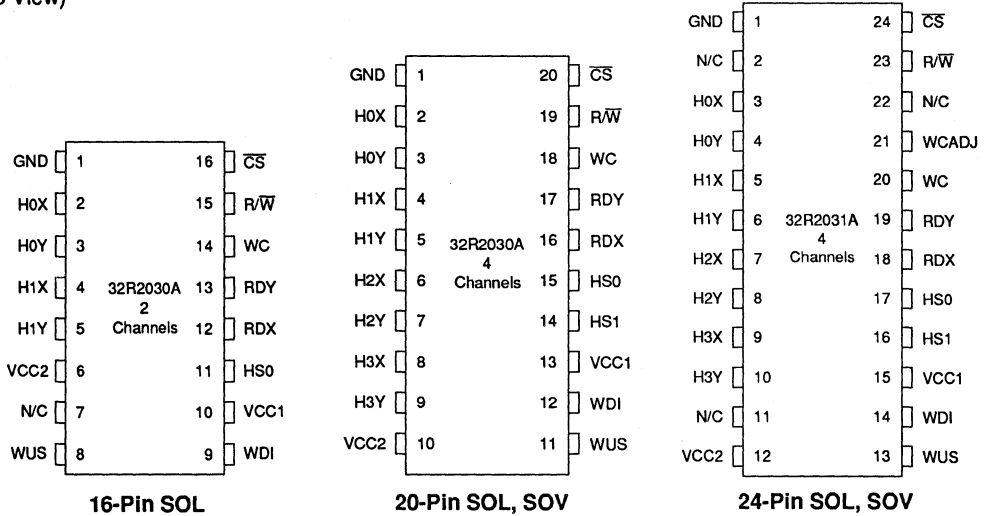 View)
GND 1 16 C̅S̅
H0X 2 15 R/W̅
H0Y 3 14 WC
H1X 4 13 RDY
H1Y 5 12 RDX
VCC2 6 11 HS0
N/C 7 10 VCC1
WUS 8 9 WDI
32R2030A
2
Channels
16-Pin SOL
GND 1 20 C̅S̅
H0X 2 19 R/W̅
H0Y 3 18 WC
H1X 4 17 RDY
H1Y 5 16 RDX
H2X 6 15 HS0
H2Y 7 14 HS1
H3X 8 13 VCC1
H3Y 9 12 WDI
VCC2 10 11 WUS
32R2030A
4
Channels
20-Pin SOL, SOV
GND 1 24 C̅S̅
N/C 2 23 R/W̅
H0X 3 22 N/C
H0Y 4 21 WCADJ
H1X 5 20 WC
H1Y 6 19 RDY
H2X 7 18 RDX
H2Y 8 17 HS0
H3X 9 16 HS1
H3Y 10 15 VCC1
N/C 11 14 WDI
VCC2 12 13 WUS
32R2031A
4
Channels
24-Pin SOL, SOV